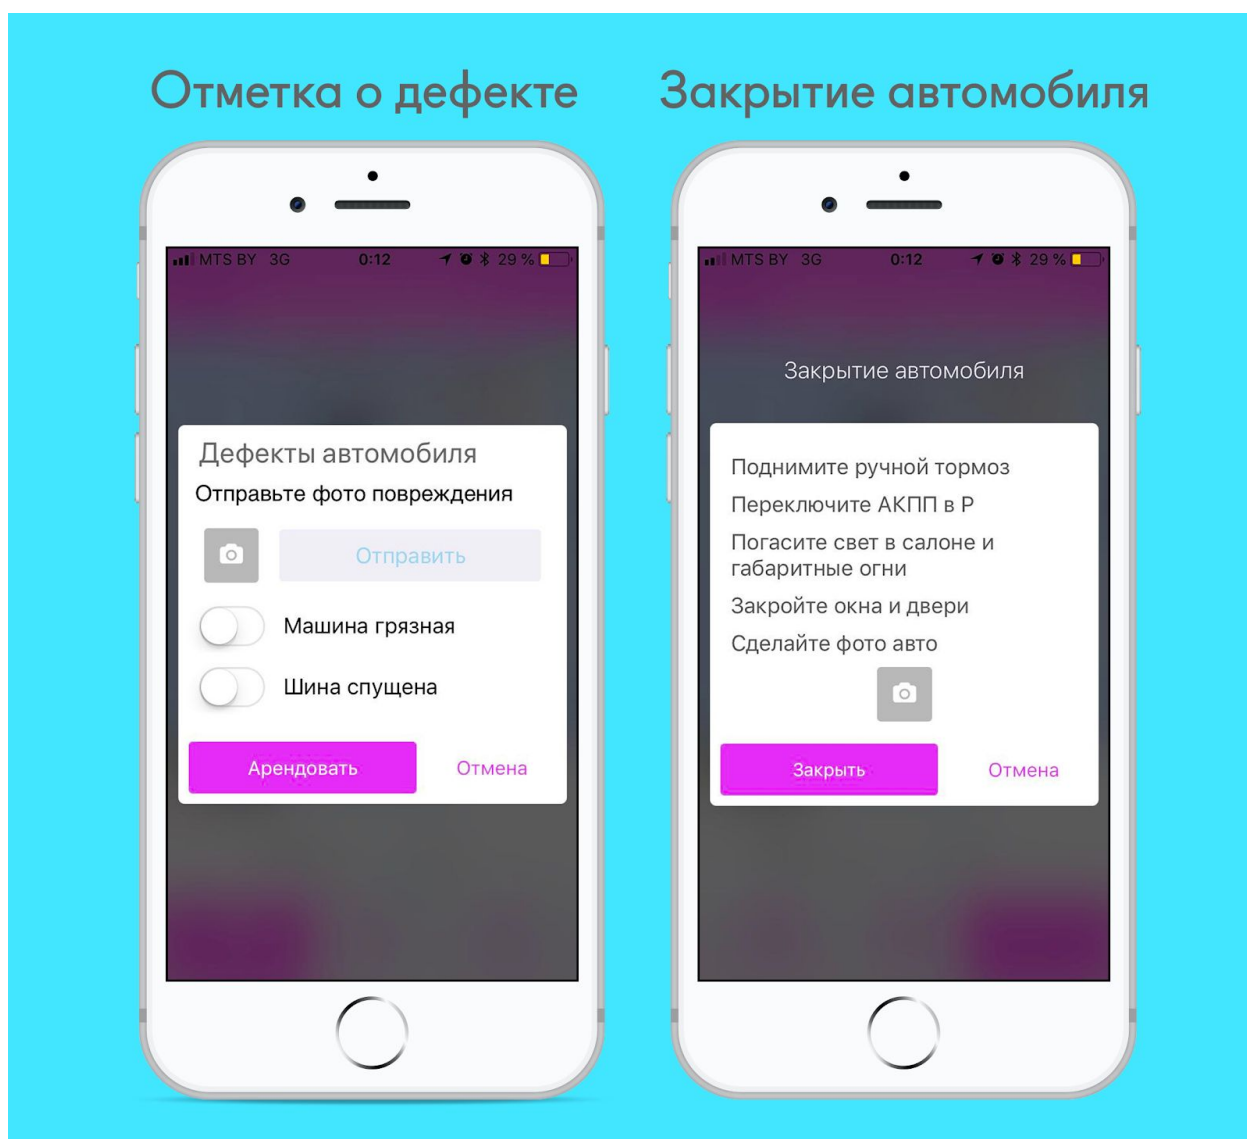 Отметка о дефекте
MTS BY 3G 0:12 29 %
Дефекты автомобиля
Отправьте фото повреждения
Отправить
Машина грязная
Шина спущена
Арендовать Отмена
Закрытие автомобиля
MTS BY 3G 0:12 29 %
Закрытие автомобиля
Поднимите ручной тормоз
Переключите АКПП в P
Погасите свет в салоне и
габаритные огни
Закройте окна и двери
Сделайте фото авто
Закрыть Отмена